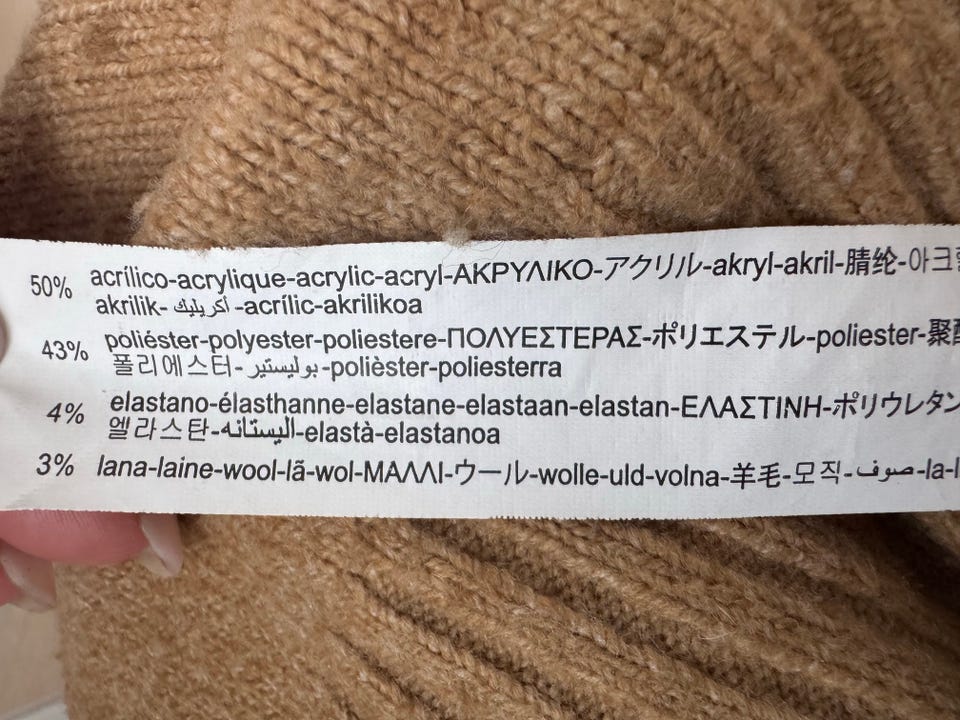 50% acrílico-acrylique-acrylic-acryl-ΑΚΡΥΛΙΚΟ-アクリル-akryl-akril-腈纶-아크
akrilik- اكريليك -acrílic-akrilikoa
43% poliéster-polyester-poliestere-ΠΟΛΥΕΣΤΕΡΑΣ-ポリエステル-poliester-聚
폴리에스터- بوليستير -polièster-poliesterra
4% elastano-élasthanne-elastane-elastaan-elastan-ΕΛΑΣΤΙΝΗ-ポリウレタン
엘라스탄-اليستانه-elastà-elastanoa
3% lana-laine-wool-lã-wol-ΜΑΛΛΙ-ウール-wolle-uld-volna-羊毛-모직-صوف-la-